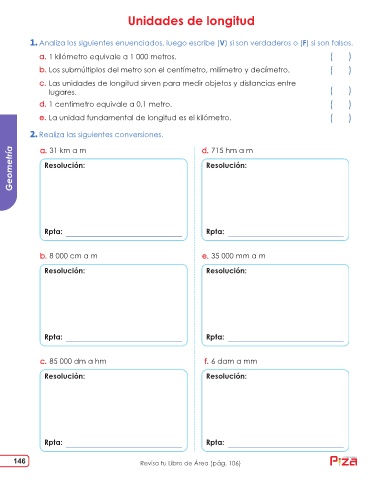 Unidades de longitud
1. Analiza los siguientes enuenciados, luego escribe (V) si son verdaderos o (F) si son falsos.
a. 1 kilómetro equivale a 1 000 metros. ( )
b. Los submúltiplos del metro son el centímetro, milímetro y decímetro. ( )
c. Las unidades de longitud sirven para medir objetos y distancias entre
lugares. ( )
d. 1 centímetro equivale a 0,1 metro. ( )
e. La unidad fundamental de longitud es el kilómetro. ( )
2. Realiza las siguientes conversiones.
Geometría
a. 31 km a m
Resolución:
Rpta:
d. 715 hm a m
Resolución:
Rpta:
b. 8 000 cm a m
Resolución:
Rpta:
e. 35 000 mm a m
Resolución:
Rpta:
c. 85 000 dm a hm
Resolución:
Rpta:
f. 6 dam a mm
Resolución:
Rpta:
146
Revisa tu Libro de Área (pág. 106)